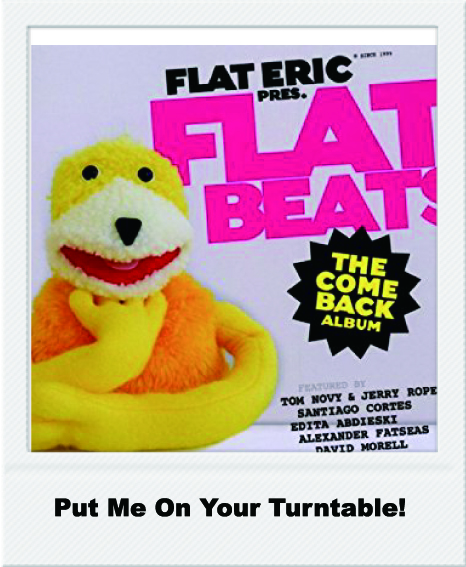 FLAT ERIC
® SINCE 1999
PRES.
FLAT
BEATS
THE
COME
BACK
ALBUM
FEATURED BY
TOM NOVY & JERRY ROPE
SANTIAGO CORTES
EDITA ABDIESKI
ALEXANDER FATSEAS
DAVID MORELL
Put Me On Your Turntable!